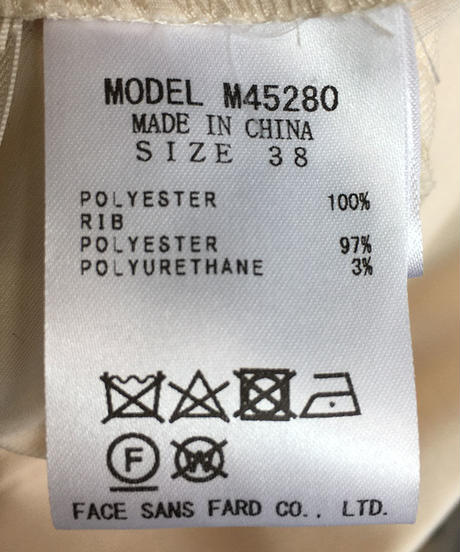 MODEL M45280
MADE IN CHINA
SIZE 38
POLYESTER 100%
RIB
POLYESTER 97%
POLYURETHANE 3%
F W
FACE SANS FARD CO., LTD.